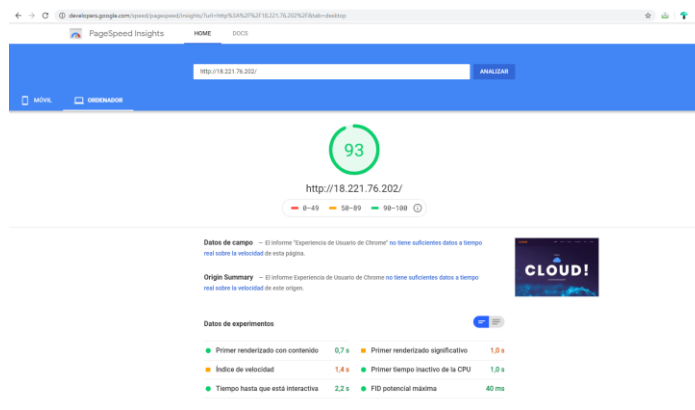 developers.google.com/speed/pagespeed/insights/?url=http%3A%2F%2F18.221.76.202%2F&tab=desktop
PageSpeed Insights HOME DOCS
http://18.221.76.202/ ANALIZAR
MÓVIL ORDENADOR
93
http://18.221.76.202/
0–49 50–89 90–100
Datos de campo — El informe "Experiencia de Usuario de Chrome" no tiene suficientes datos a tiempo
real sobre la velocidad de esta página.
CLOUD!
Origin Summary — El informe Experiencia de Usuario de Chrome no tiene suficientes datos a tiempo
real sobre la velocidad de este origen.
Datos de experimentos
Primer renderizado con contenido 0,7 s Primer renderizado significativo 1,0 s
Índice de velocidad 1,4 s Primer tiempo inactivo de la CPU 1,0 s
Tiempo hasta que está interactiva 2,2 s FID potencial máxima 40 ms